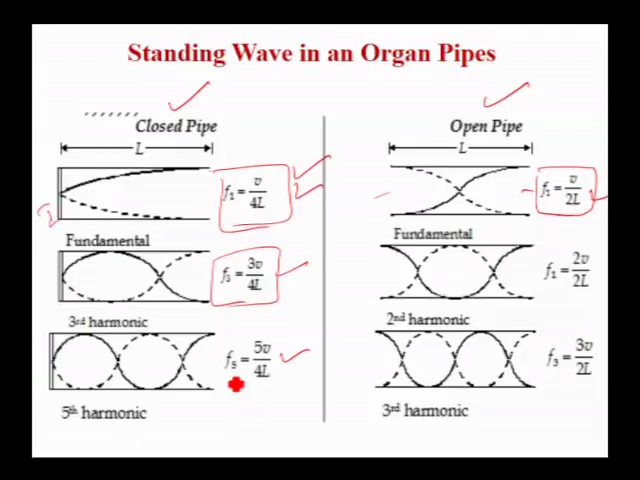 Standing Wave in an Organ Pipes
Closed Pipe
L
f₁ = v/4L
Fundamental
f₃ = 3v/4L
3rd harmonic
f₅ = 5v/4L
5th harmonic
Open Pipe
L
f₁ = v/2L
Fundamental
f₁ = 2v/2L
2nd harmonic
f₃ = 3v/2L
3rd harmonic